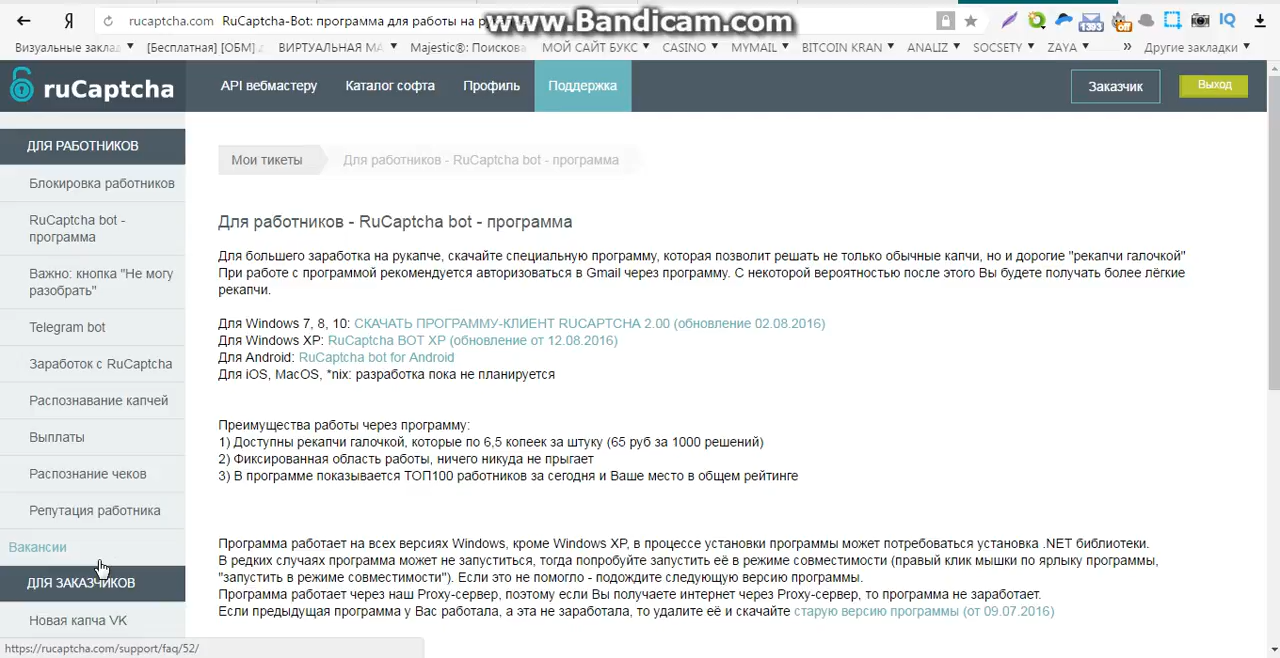 Я rucaptcha.com RuCaptcha-Bot: программа для работы на р
www.Bandicam.com
1393 off IQ
[Бесплатная] [ОБМ] ВИРТУАЛЬНАЯ МА Majestic®: Поискова МОЙ САЙТ БУКС CASINO MYMAIL BITCOIN KRAN ANALIZ SOCSETY ZAYA » Другие закладки
Визуальные заклад
ruCaptcha
API вебмастеру Каталог софта Профиль Поддержка Заказчик Выход
ДЛЯ РАБОТНИКОВ
Блокировка работников
RuCaptcha bot -
программа
Важно: кнопка "Не могу
разобрать"
Telegram bot
Заработок с RuCaptcha
Распознавание капчей
Выплаты
Распознание чеков
Репутация работника
Вакансии
ДЛЯ ЗАКАЗЧИКОВ
Новая капча VK
Мои тикеты Для работников - RuCaptcha bot - программа
Для работников - RuCaptcha bot - программа
Для большего заработка на рукапче, скачайте специальную программу, которая позволит решать не только обычные капчи, но и дорогие "рекапчи галочкой"
При работе с программой рекомендуется авторизоваться в Gmail через программу. С некоторой вероятностью после этого Вы будете получать более лёгкие
рекапчи.
Для Windows 7, 8, 10: СКАЧАТЬ ПРОГРАММУ-КЛИЕНТ RUCAPTCHA 2.00 (обновление 02.08.2016)
Для Windows XP: RuCaptcha BOT XP (обновление от 12.08.2016)
Для Android: RuCaptcha bot for Android
Для iOS, MacOS, *nix: разработка пока не планируется
Преимущества работы через программу:
1) Доступны рекапчи галочкой, которые по 6,5 копеек за штуку (65 руб за 1000 решений)
2) Фиксированная область работы, ничего никуда не прыгает
3) В программе показывается ТОП100 работников за сегодня и Ваше место в общем рейтинге
Программа работает на всех версиях Windows, кроме Windows XP, в процессе установки программы может потребоваться установка .NET библиотеки.
В редких случаях программа может не запуститься, тогда попробуйте запустить её в режиме совместимости (правый клик мышки по ярлыку программы,
"запустить в режиме совместимости"). Если это не помогло - подождите следующую версию программы.
Программа работает через наш Proxy-сервер, поэтому если Вы получаете интернет через Proxy-сервер, то программа не заработает.
Если предыдущая программа у Вас работала, а эта не заработала, то удалите её и скачайте старую версию программы (от 09.07.2016)
https://rucaptcha.com/support/faq/52/